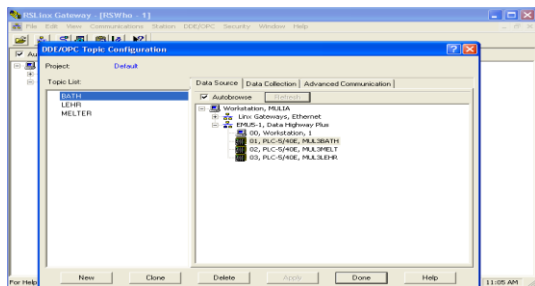 RSLinx Gateway - [RSWho - 1]
File Edit View Communications Station DDE/OPC Security Window Help
DDE/OPC Topic Configuration
Project: Default
Topic List:
BATH
LEHR
MELTER
Data Source Data Collection Advanced Communication
Autobrowse Refresh
Workstation, MULIA
Linx Gateways, Ethernet
EMU5-1, Data Highway Plus
00, Workstation, 1
01, PLC-5/40E, MUL3BATH
02, PLC-5/40E, MUL3MELT
03, PLC-5/40E, MUL3LEHR
New Clone Delete Apply Done Help
For Help
11:05 AM